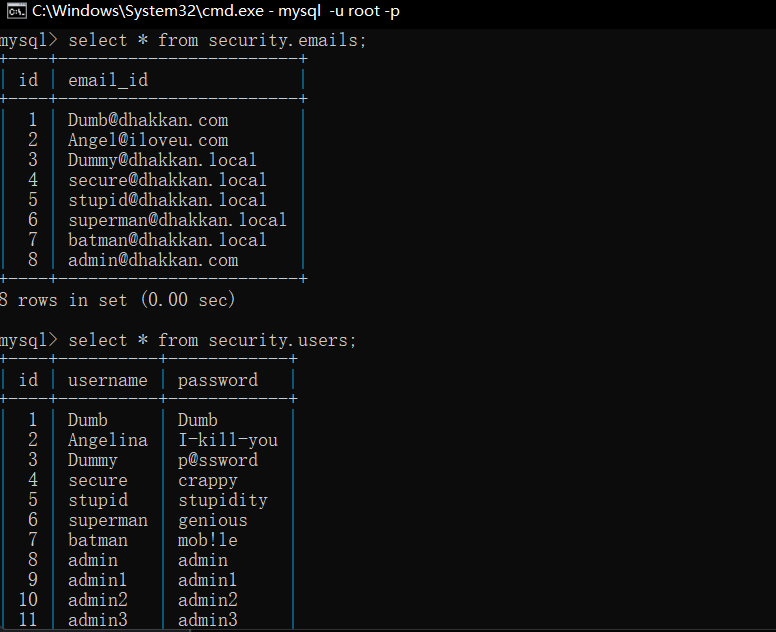 C:\Windows\System32\cmd.exe - mysql  -u root -p
mysql> select * from security.emails;
+----+------------------------+
| id | email_id               |
+----+------------------------+
|  1 | Dumb@dhakkan.com       |
|  2 | Angel@iloveu.com       |
|  3 | Dummy@dhakkan.local    |
|  4 | secure@dhakkan.local   |
|  5 | stupid@dhakkan.local   |
|  6 | superman@dhakkan.local |
|  7 | batman@dhakkan.local   |
|  8 | admin@dhakkan.com      |
+----+------------------------+
8 rows in set (0.00 sec)
mysql> select * from security.users;
+----+----------+------------+
| id | username | password   |
+----+----------+------------+
|  1 | Dumb     | Dumb       |
|  2 | Angelina | I-kill-you |
|  3 | Dummy    | p@ssword   |
|  4 | secure   | crappy     |
|  5 | stupid   | stupidity  |
|  6 | superman | genious    |
|  7 | batman   | mob!le     |
|  8 | admin    | admin      |
|  9 | admin1   | admin1     |
| 10 | admin2   | admin2     |
| 11 | admin3   | admin3     |